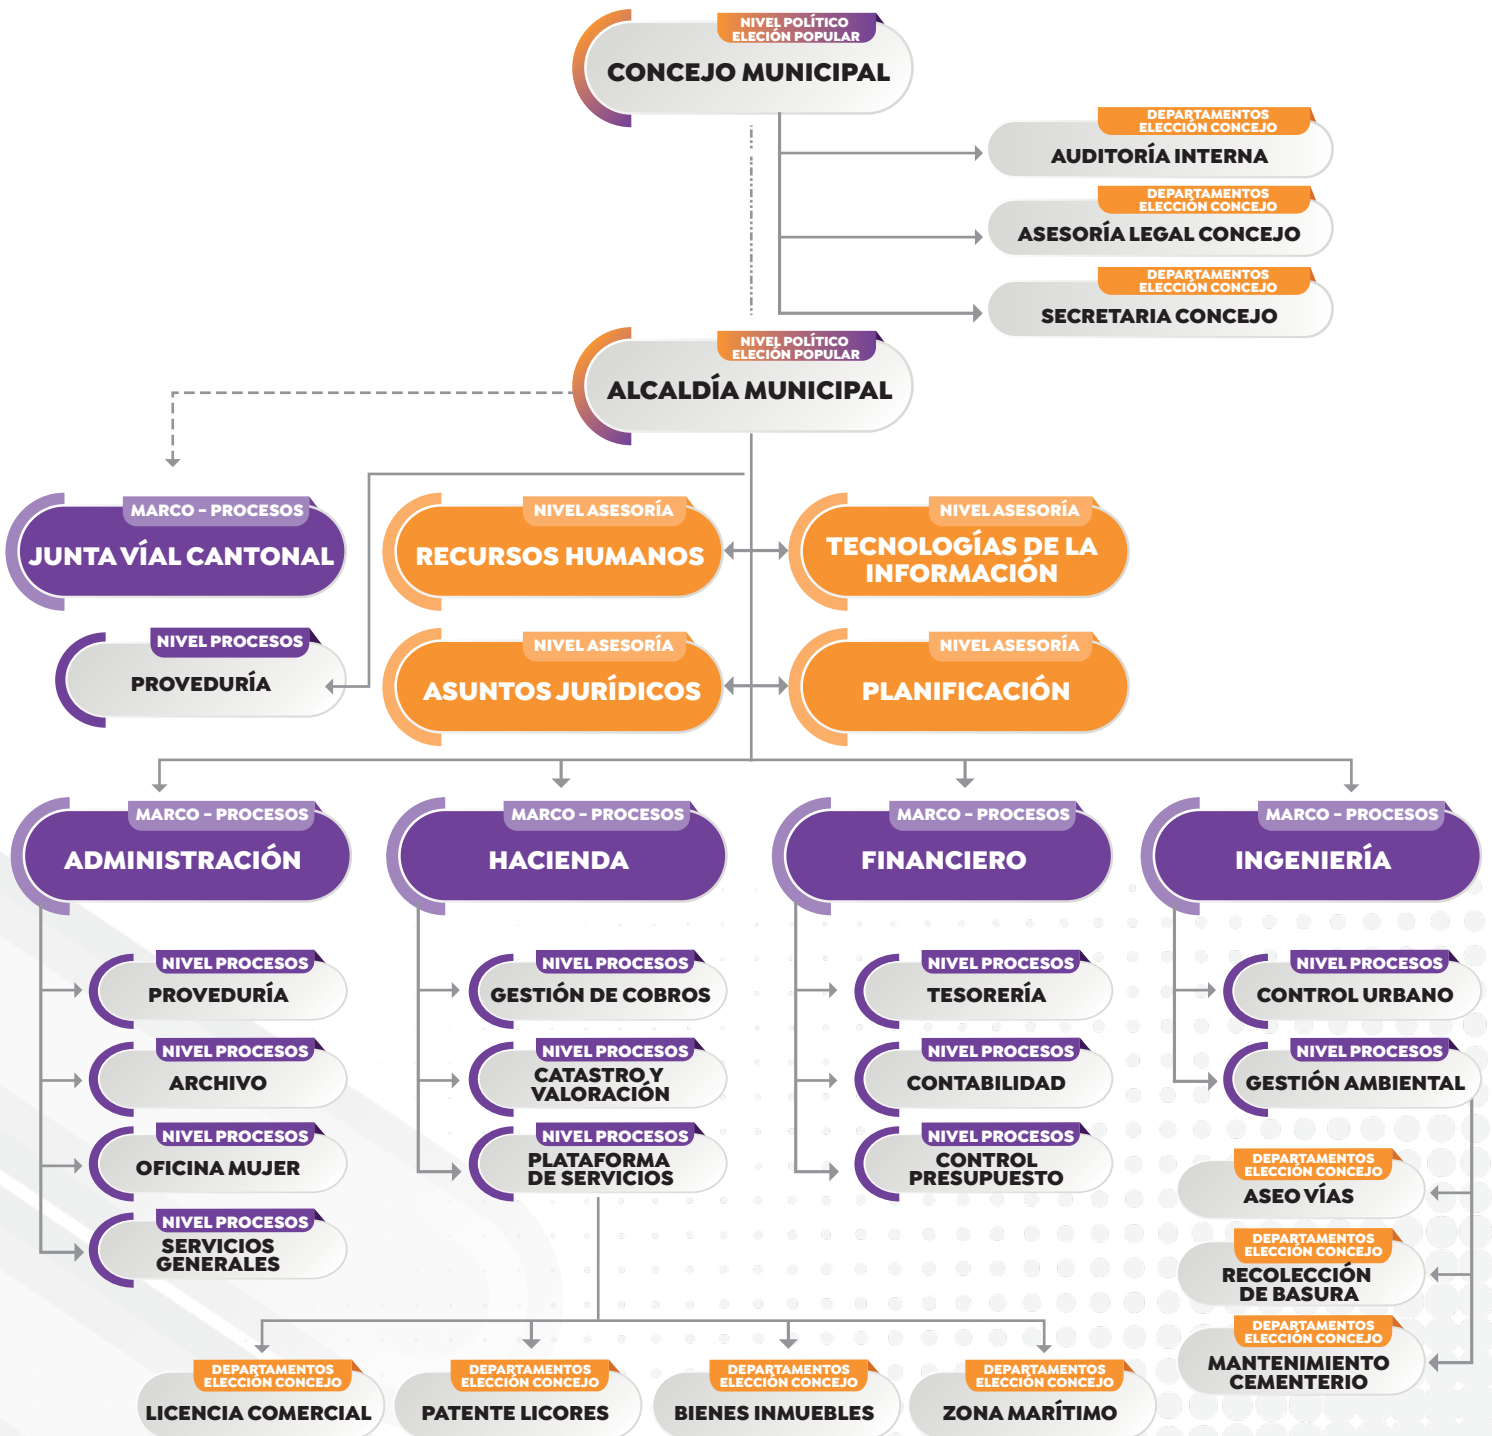 NIVEL POLÍTICO
ELECIÓN POPULAR
CONCEJO MUNICIPAL
DEPARTAMENTOS
ELECCIÓN CONCEJO
AUDITORÍA INTERNA
DEPARTAMENTOS
ELECCIÓN CONCEJO
ASESORÍA LEGAL CONCEJO
DEPARTAMENTOS
ELECCIÓN CONCEJO
SECRETARIA CONCEJO
NIVEL POLÍTICO
ELECIÓN POPULAR
ALCALDÍA MUNICIPAL
MARCO - PROCESOS
JUNTA VÍAL CANTONAL
NIVEL ASESORÍA
RECURSOS HUMANOS
NIVEL ASESORÍA
TECNOLOGÍAS DE LA
INFORMACIÓN
NIVEL PROCESOS
PROVEDURÍA
NIVEL ASESORÍA
ASUNTOS JURÍDICOS
NIVEL ASESORÍA
PLANIFICACIÓN
MARCO - PROCESOS
ADMINISTRACIÓN
NIVEL PROCESOS
PROVEDURÍA
NIVEL PROCESOS
ARCHIVO
NIVEL PROCESOS
OFICINA MUJER
NIVEL PROCESOS
SERVICIOS
GENERALES
MARCO - PROCESOS
HACIENDA
NIVEL PROCESOS
GESTIÓN DE COBROS
NIVEL PROCESOS
CATASTRO Y
VALORACIÓN
NIVEL PROCESOS
PLATAFORMA
DE SERVICIOS
DEPARTAMENTOS
ELECCIÓN CONCEJO
LICENCIA COMERCIAL
DEPARTAMENTOS
ELECCIÓN CONCEJO
PATENTE LICORES
DEPARTAMENTOS
ELECCIÓN CONCEJO
BIENES INMUEBLES
DEPARTAMENTOS
ELECCIÓN CONCEJO
ZONA MARÍTIMO
MARCO - PROCESOS
FINANCIERO
NIVEL PROCESOS
TESORERÍA
NIVEL PROCESOS
CONTABILIDAD
NIVEL PROCESOS
CONTROL
PRESUPUESTO
MARCO - PROCESOS
INGENIERÍA
NIVEL PROCESOS
CONTROL URBANO
NIVEL PROCESOS
GESTIÓN AMBIENTAL
DEPARTAMENTOS
ELECCIÓN CONCEJO
ASEO VÍAS
DEPARTAMENTOS
ELECCIÓN CONCEJO
RECOLECCIÓN
DE BASURA
DEPARTAMENTOS
ELECCIÓN CONCEJO
MANTENIMIENTO
CEMENTERIO